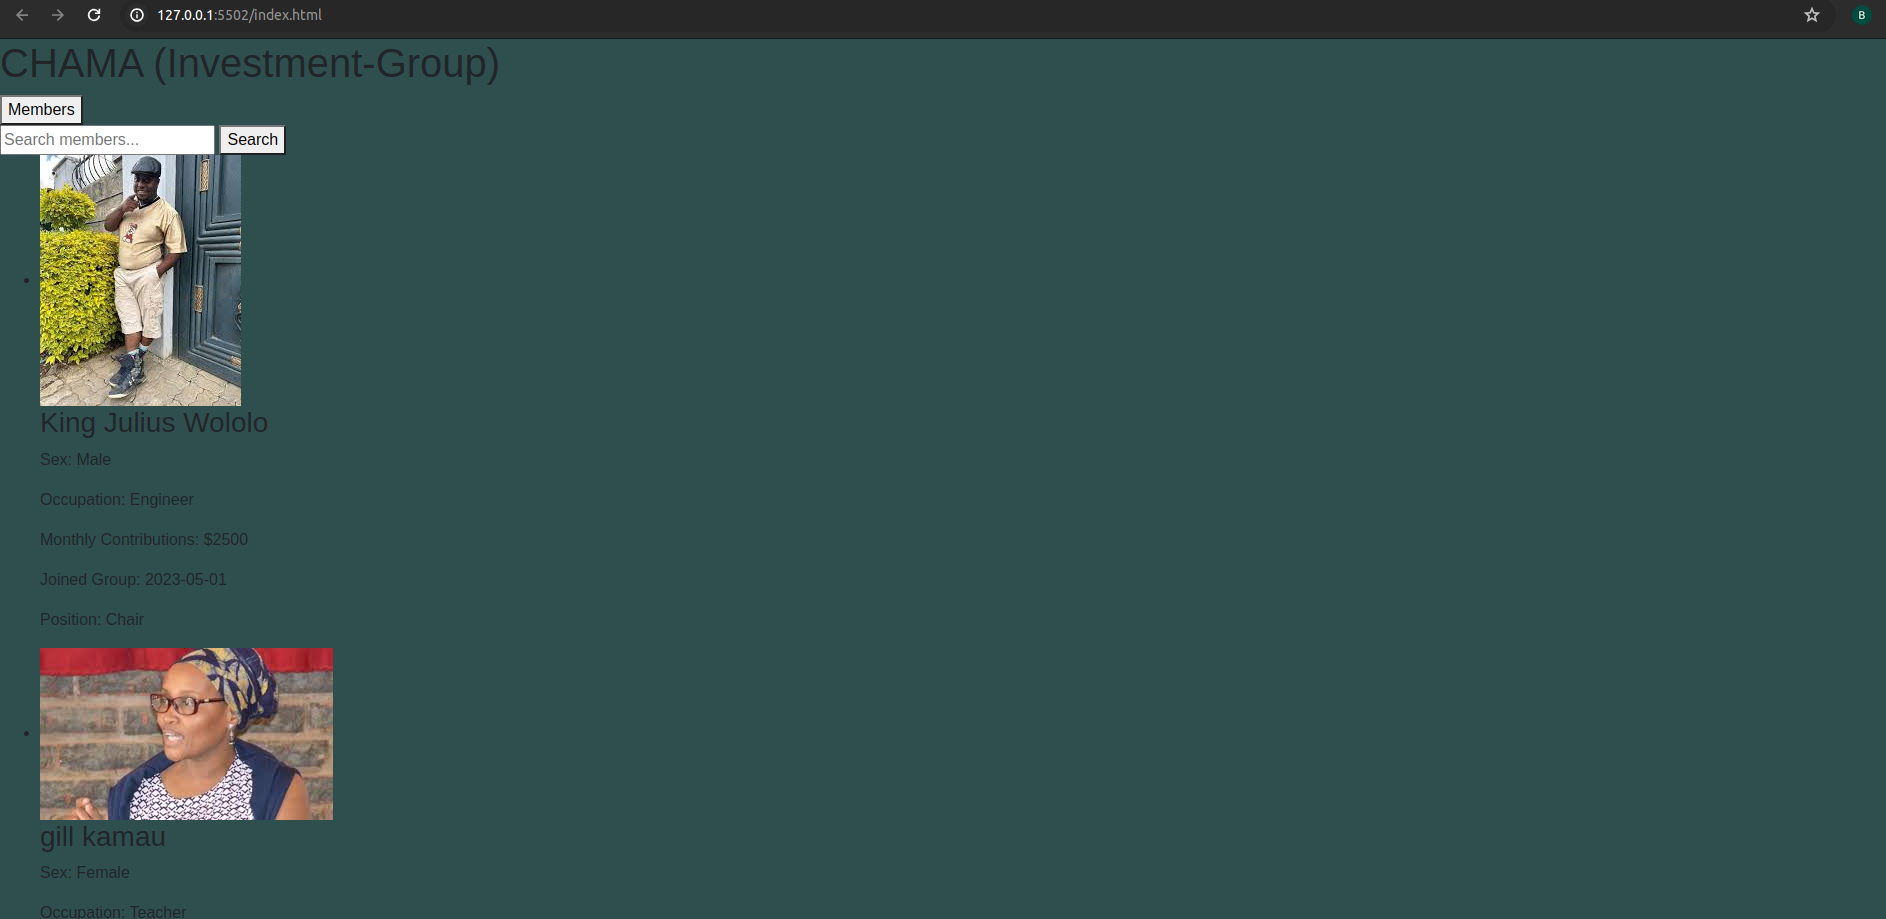 127.0.0.1:5502/index.html
B
CHAMA (Investment-Group)
Members
Search members... Search
King Julius Wololo
Sex: Male
Occupation: Engineer
Monthly Contributions: $2500
Joined Group: 2023-05-01
Position: Chair
gill kamau
Sex: Female
Occupation: Teacher